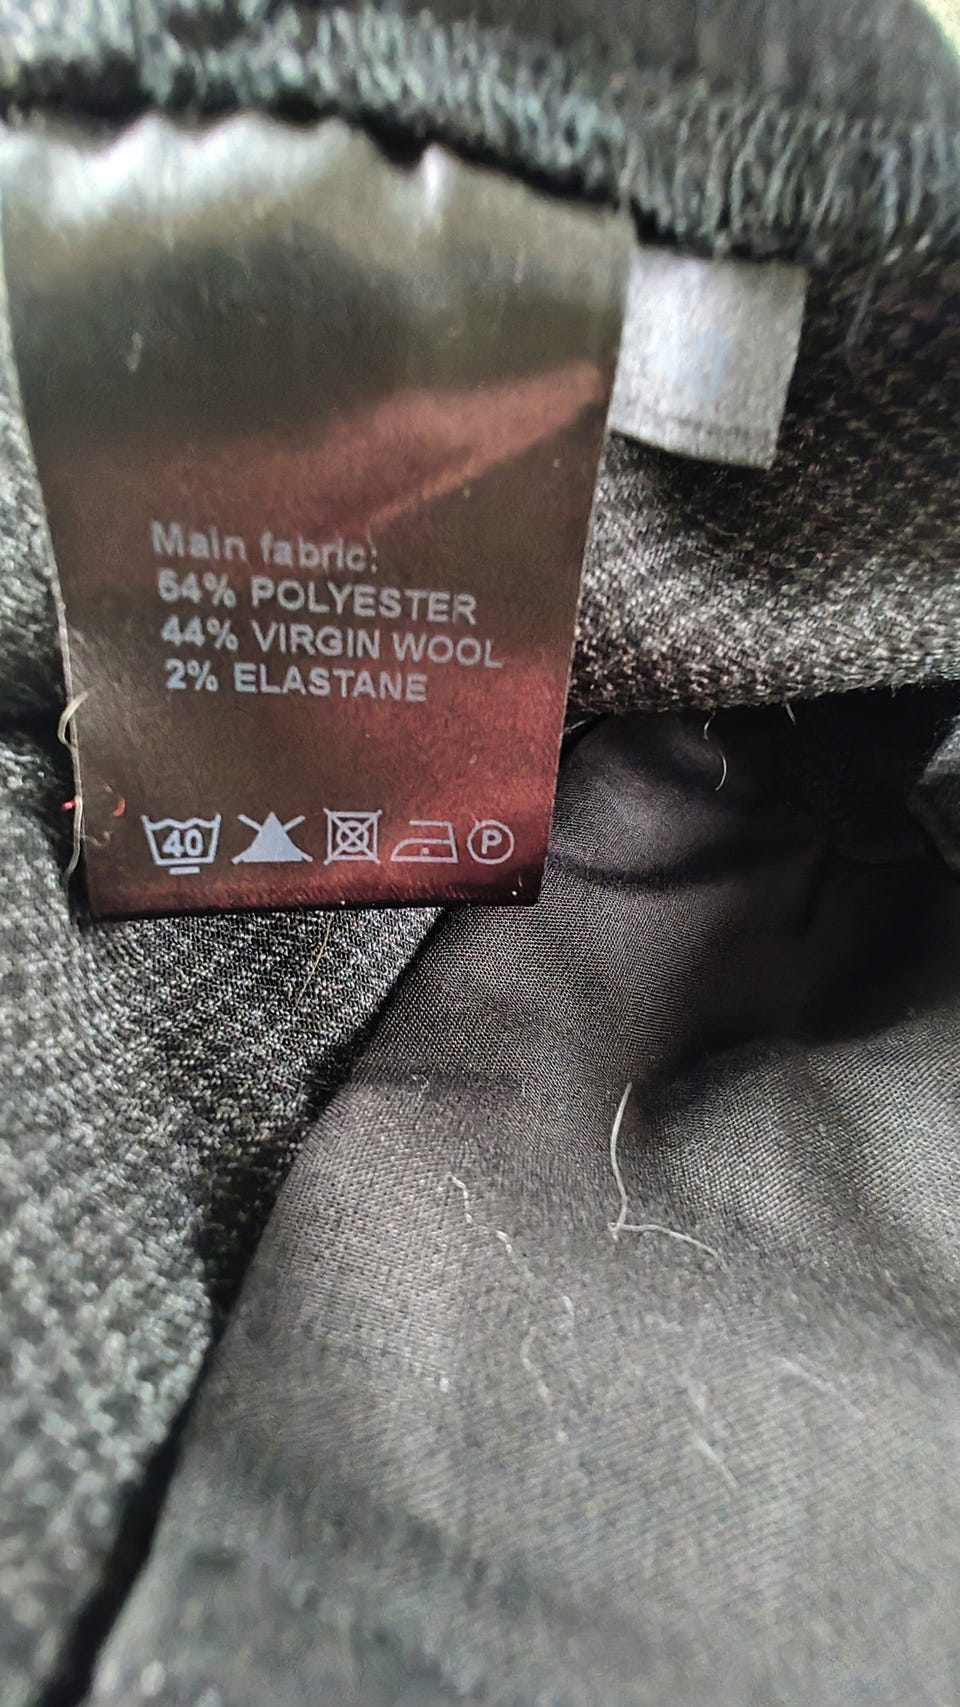 Main fabric:
54% POLYESTER
44% VIRGIN WOOL
2% ELASTANE
40 P